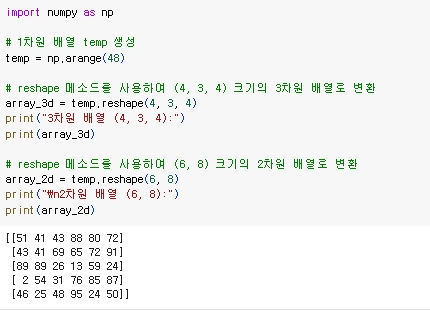 import numpy as np
# 1차원 배열 temp 생성
temp = np.arange(48)
# reshape 메소드를 사용하여 (4, 3, 4) 크기의 3차원 배열로 변환
array_3d = temp.reshape(4, 3, 4)
print("3차원 배열 (4, 3, 4):")
print(array_3d)
# reshape 메소드를 사용하여 (6, 8) 크기의 2차원 배열로 변환
array_2d = temp.reshape(6, 8)
print("₩n2차원 배열 (6, 8):")
print(array_2d)
[[51 41 43 88 80 72]
[43 41 69 65 72 91]
[89 89 26 13 59 24]
[ 2 54 31 76 85 87]
[46 25 48 95 24 50]]